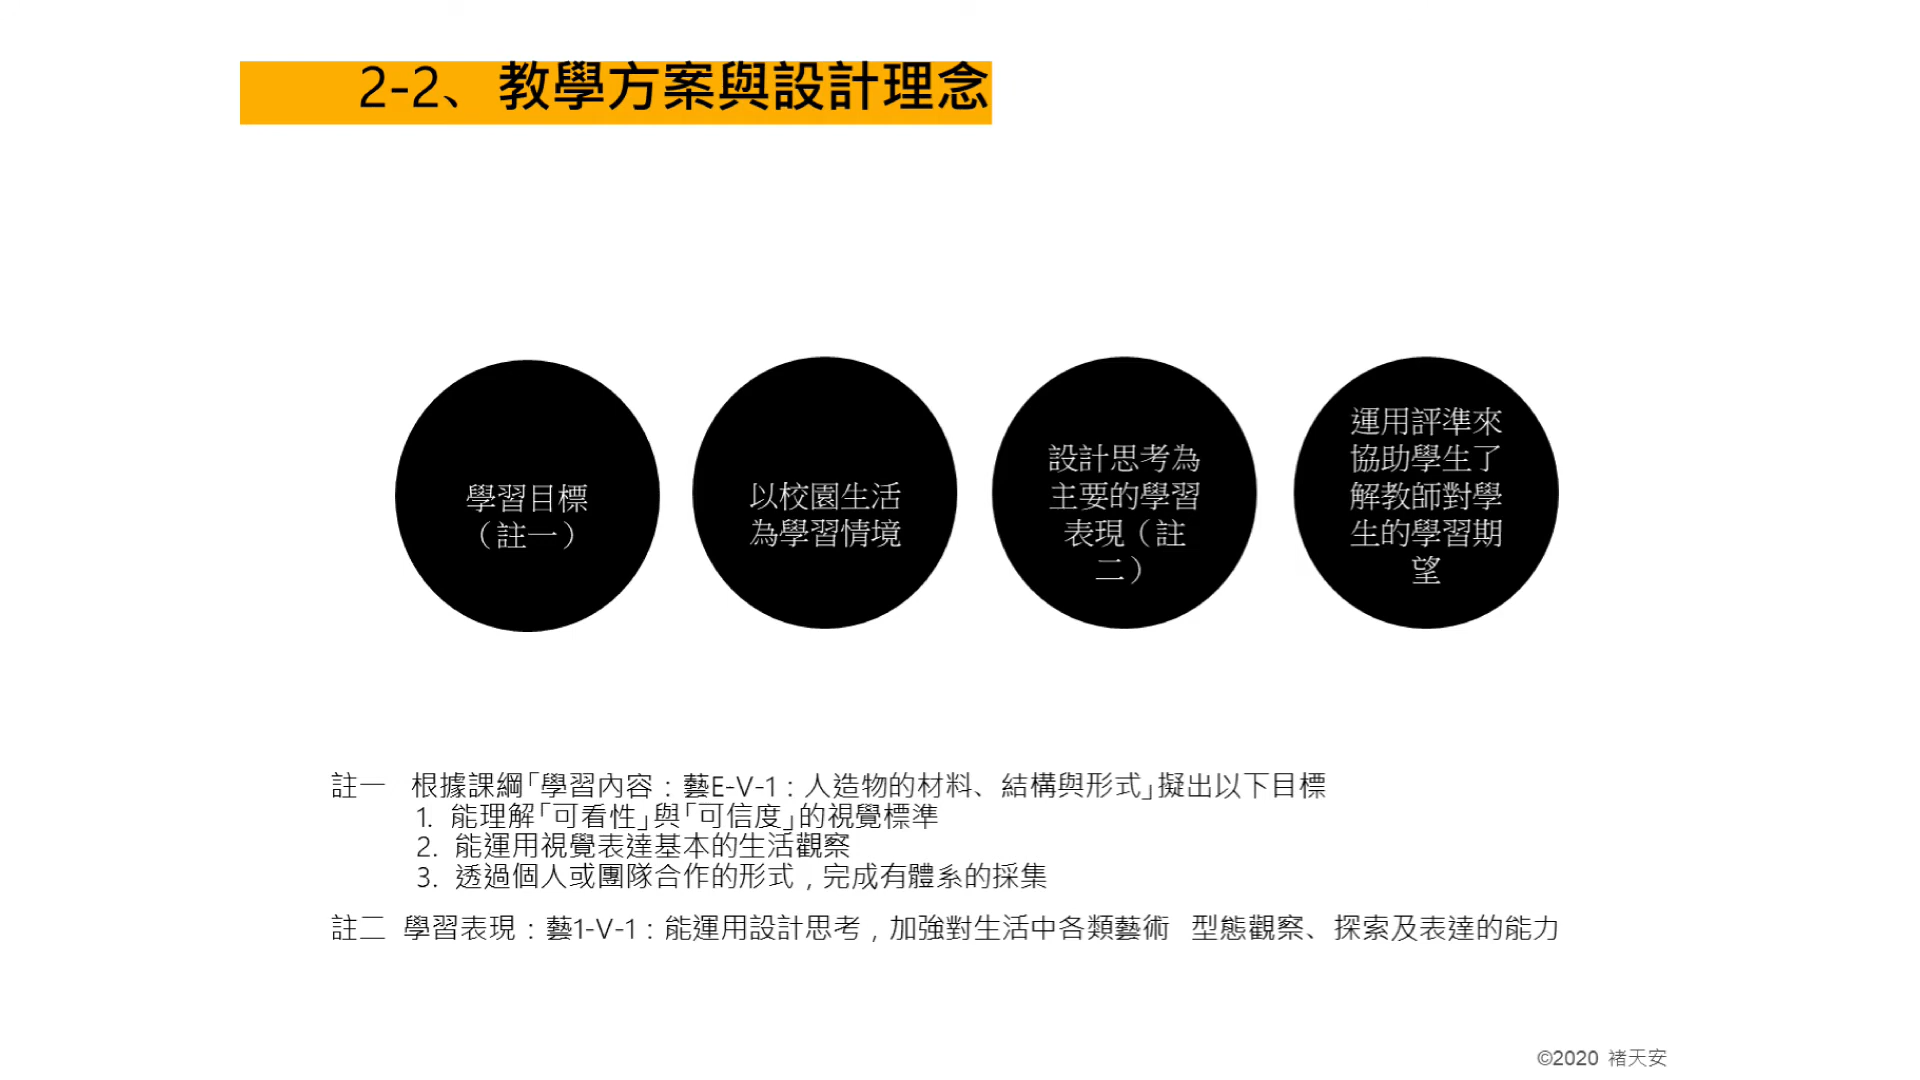 2-2、教學方案與設計理念
學習目標
（註一）
以校園生活
為學習情境
設計思考為
主要的學習
表現（註
二）
運用評準來
協助學生了
解教師對學
生的學習期
望
註一 根據課綱｢學習內容：藝E-V-1：人造物的材料、結構與形式｣擬出以下目標
1. 能理解｢可看性｣與｢可信度｣的視覺標準
2. 能運用視覺表達基本的生活觀察
3. 透過個人或團隊合作的形式，完成有體系的採集
註二 學習表現：藝1-V-1：能運用設計思考，加強對生活中各類藝術 型態觀察、探索及表達的能力
©2020 褚天安